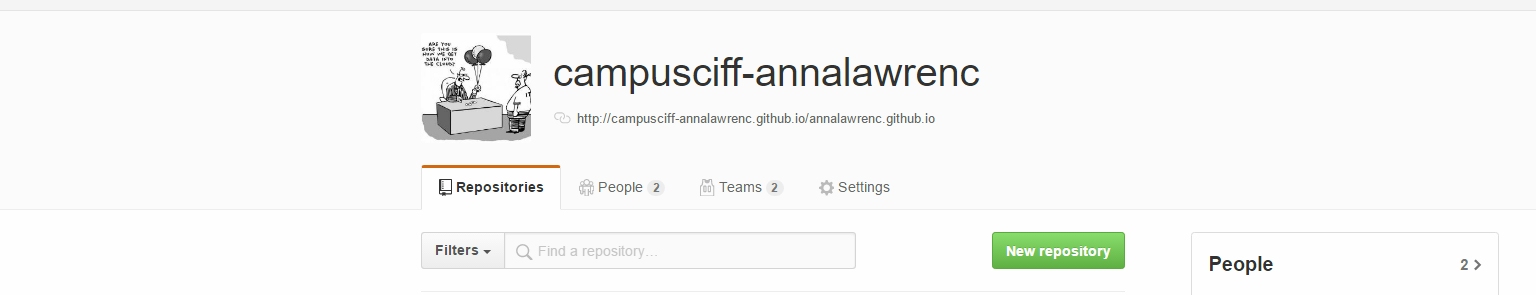 ARE YOU
SURE THIS IS
HOW WE GET
DATA INTO
THE CLOUD?
campusciff-annalawrenc
http://campusciff-annalawrenc.github.io/annalawrenc.github.io
Repositories People 2 Teams 2 Settings
Filters Find a repository... New repository
People 2